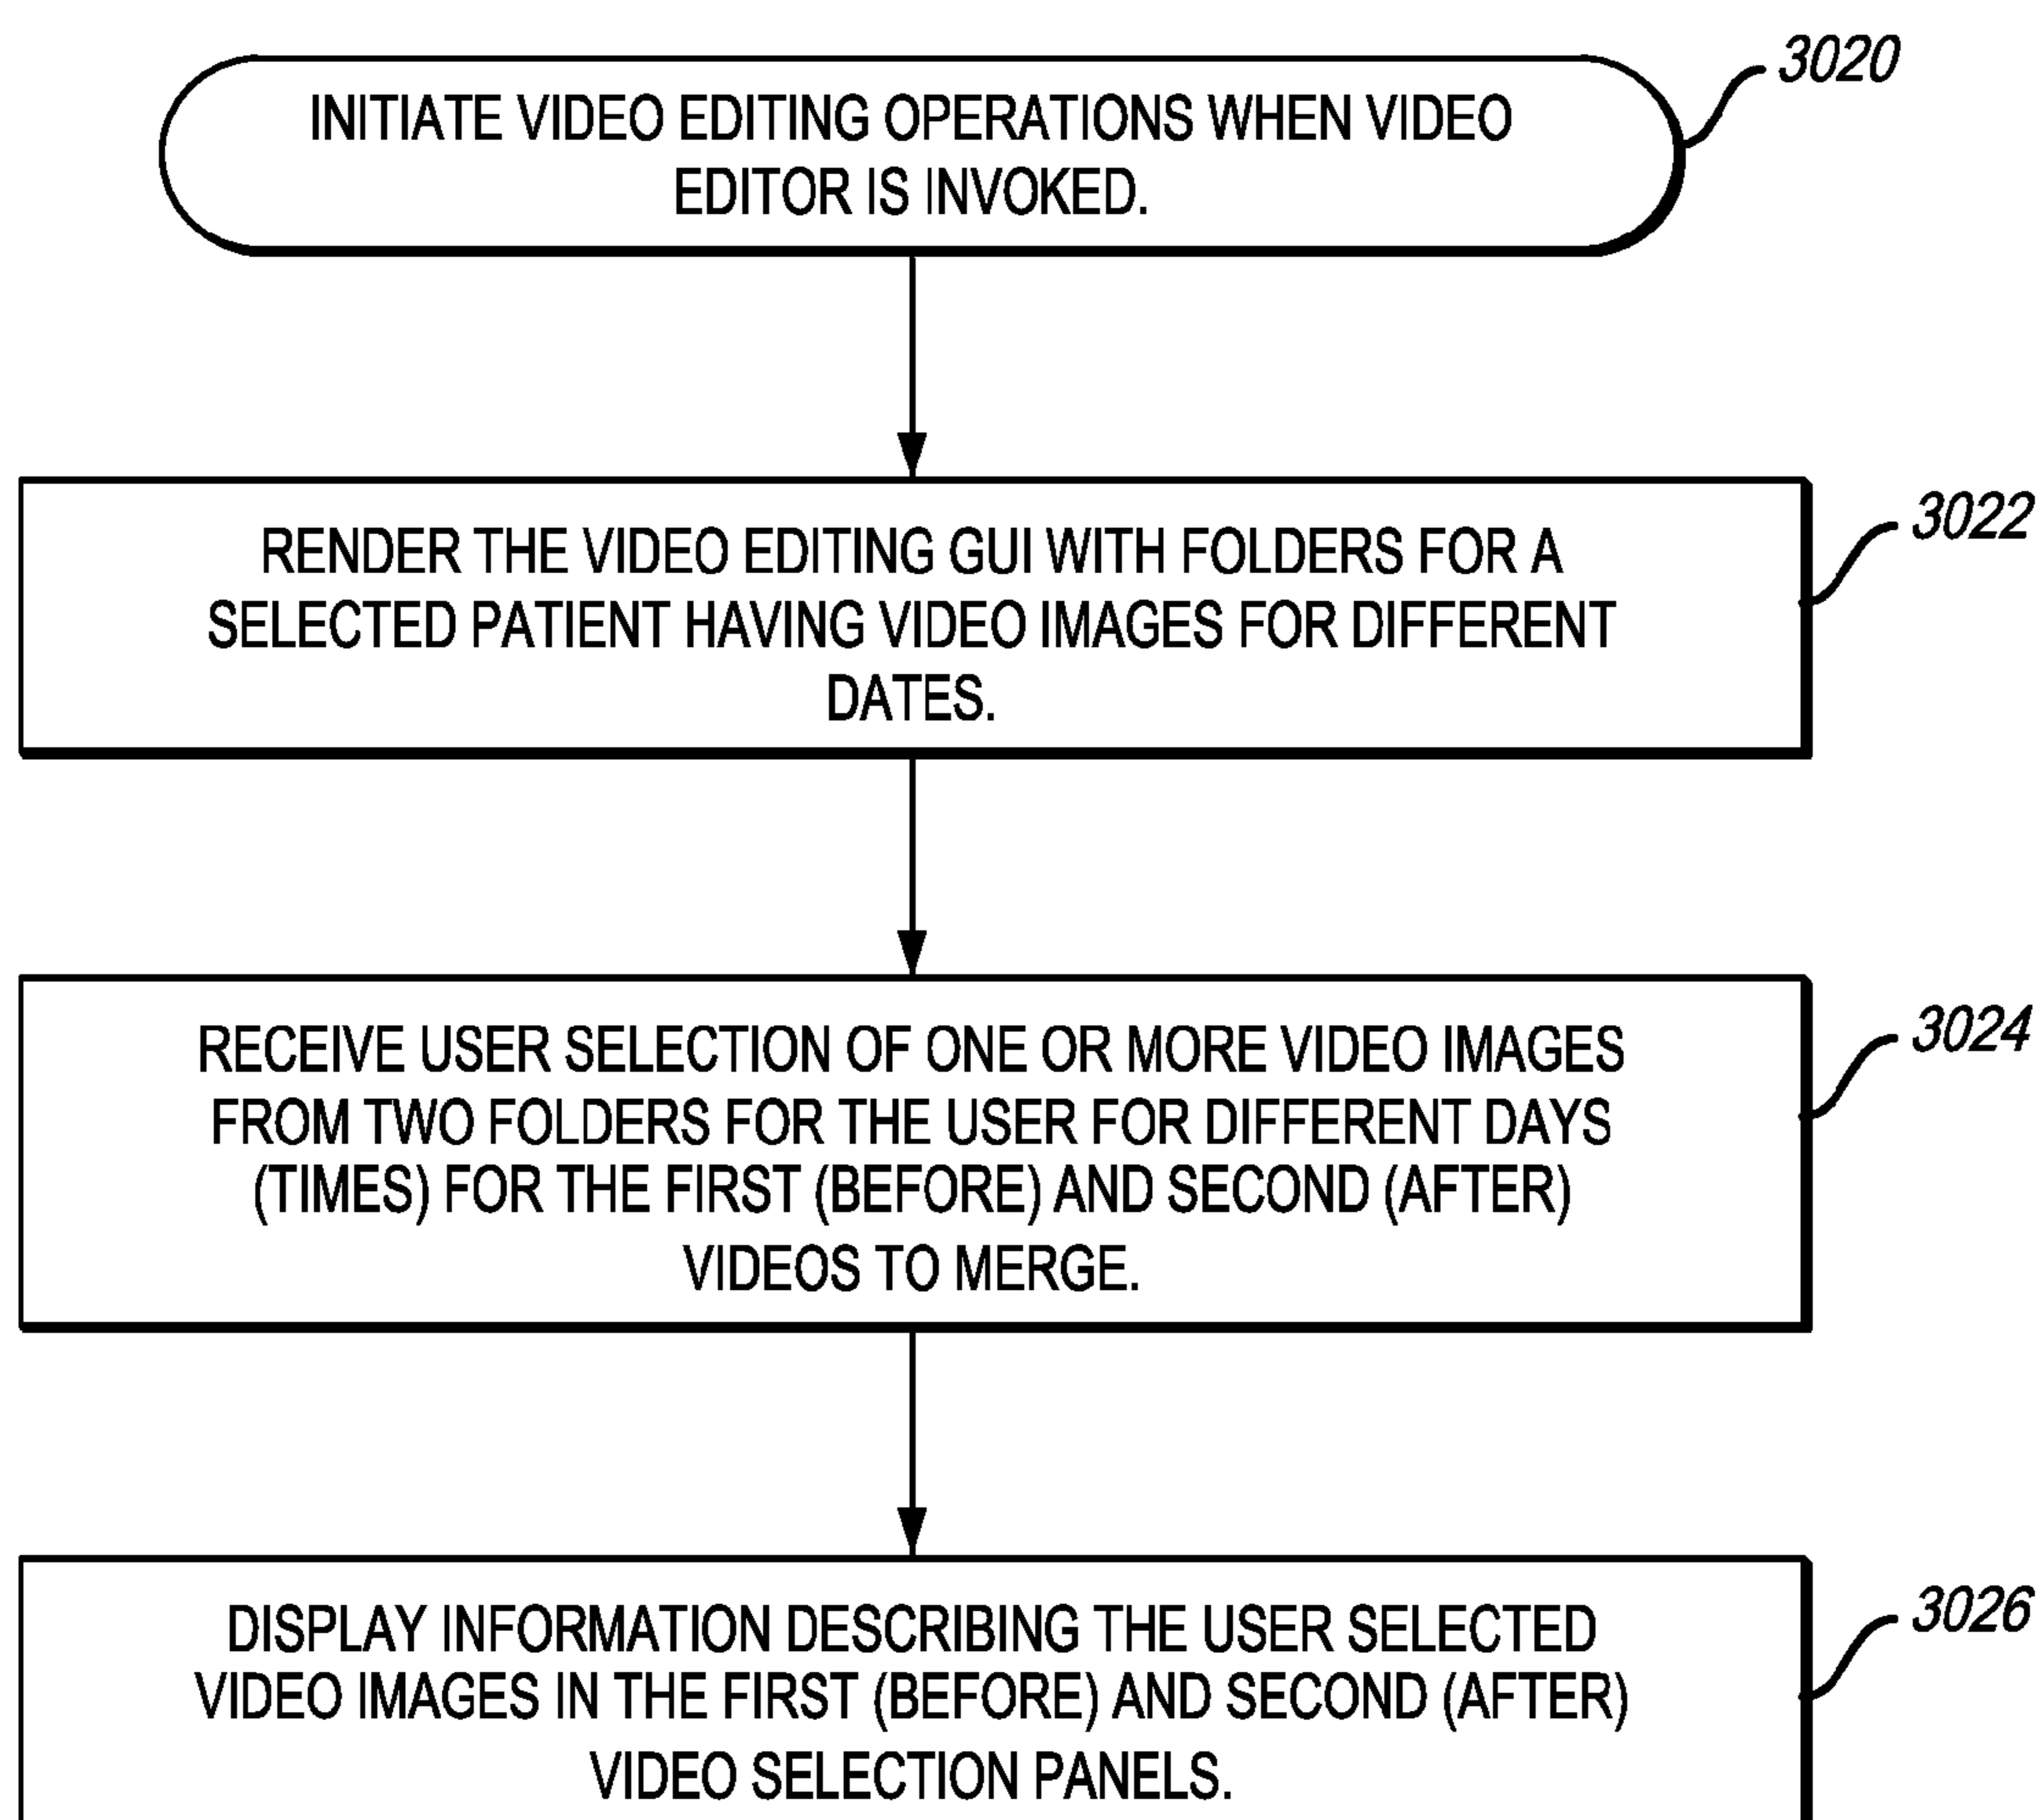 3020
INITIATE VIDEO EDITING OPERATIONS WHEN VIDEO
EDITOR IS INVOKED.
3022
RENDER THE VIDEO EDITING GUI WITH FOLDERS FOR A
SELECTED PATIENT HAVING VIDEO IMAGES FOR DIFFERENT
DATES.
3024
RECEIVE USER SELECTION OF ONE OR MORE VIDEO IMAGES
FROM TWO FOLDERS FOR THE USER FOR DIFFERENT DAYS
(TIMES) FOR THE FIRST (BEFORE) AND SECOND (AFTER)
VIDEOS TO MERGE.
3026
DISPLAY INFORMATION DESCRIBING THE USER SELECTED
VIDEO IMAGES IN THE FIRST (BEFORE) AND SECOND (AFTER)
VIDEO SELECTION PANELS.